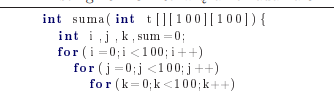 int suma( int t[][100][100]){
int i ,j ,k,sum=0;
for ( i =0;i <100;i++)
for ( j =0;j <100;j++)
for (k=0;k<100;k++)